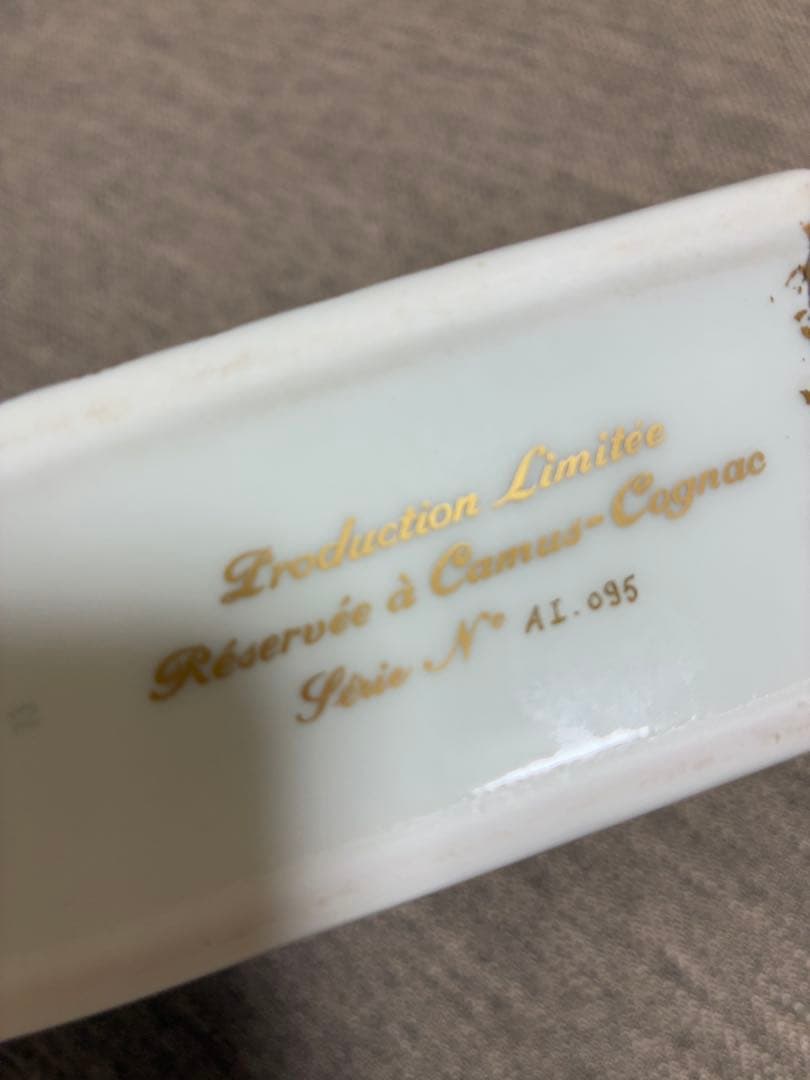 Production Limitée
Réservée à Camus-Cognac
Série N° AI.095